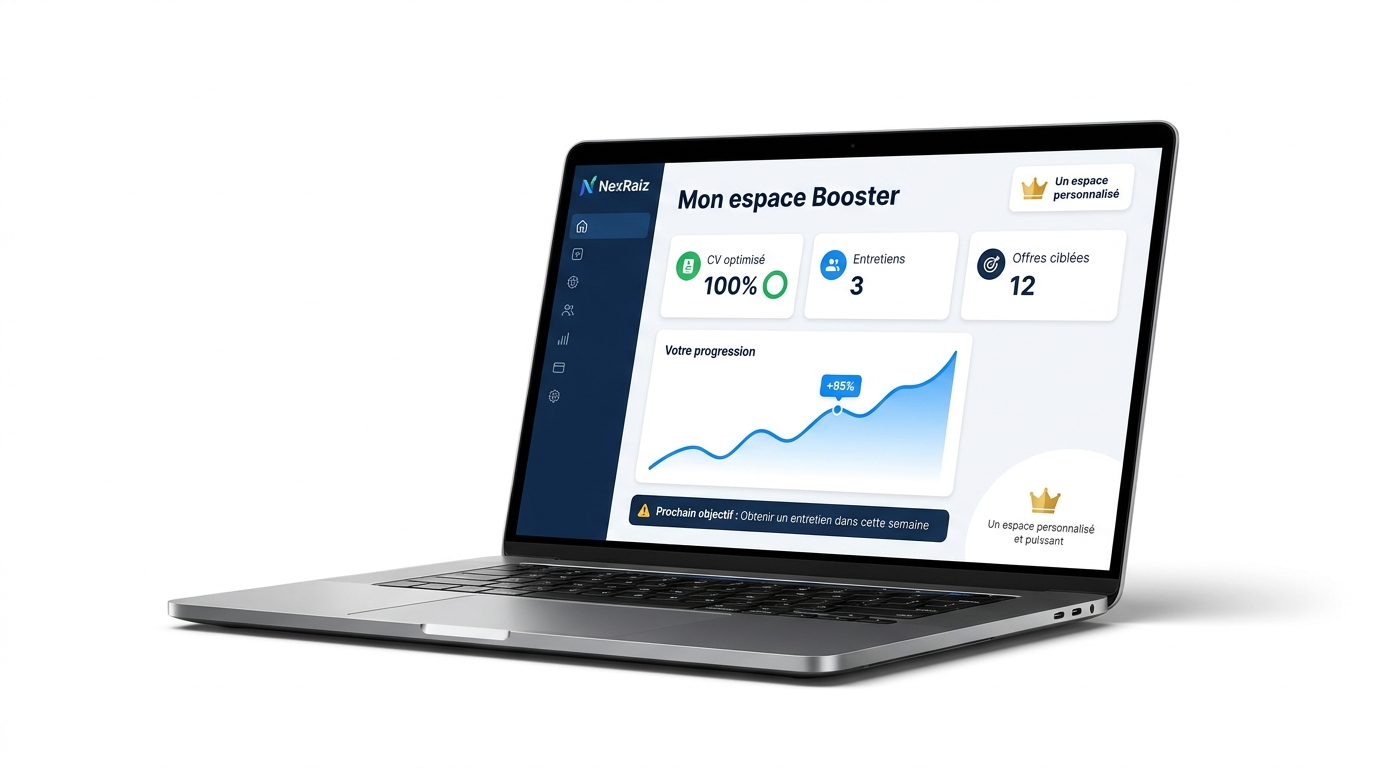 NexRaiz
Mon espace Booster
Un espace
personnalisé
CV optimisé
100%
Entretiens
3
Offres ciblées
12
Votre progression
+85%
Prochain objectif : Obtenir un entretien dans cette semaine
Un espace personnalisé
et puissant